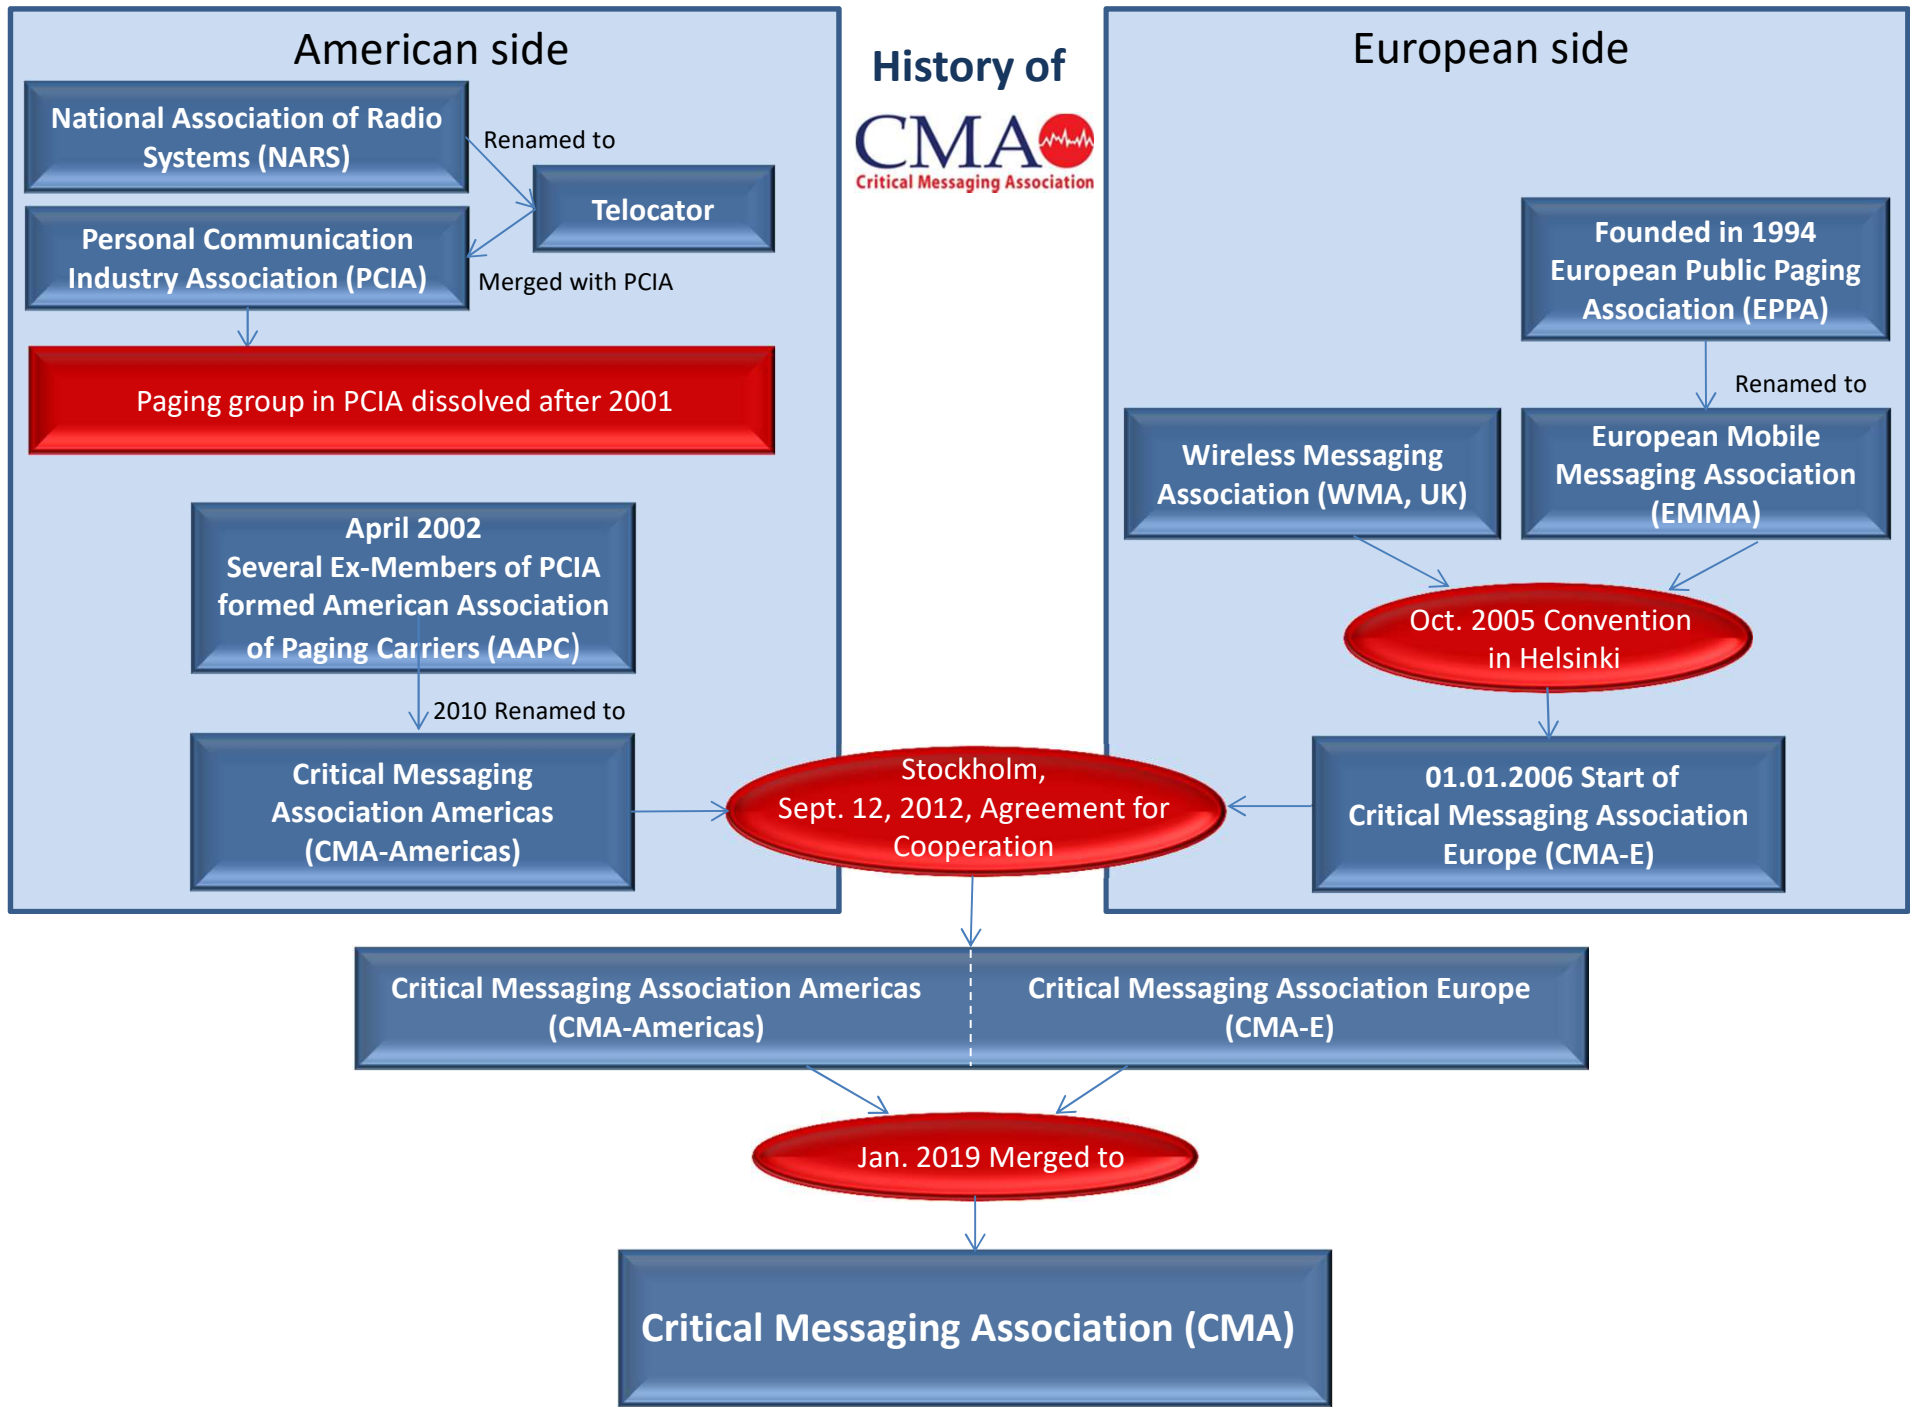 American side
National Association of Radio
Systems (NARS)
Renamed to
Telocator
Personal Communication
Industry Association (PCIA)
Merged with PCIA
Paging group in PCIA dissolved after 2001
April 2002
Several Ex-Members of PCIA
formed American Association
of Paging Carriers (AAPC)
2010 Renamed to
Critical Messaging
Association Americas
(CMA-Americas)
History of
CMA
Critical Messaging Association
European side
Founded in 1994
European Public Paging
Association (EPPA)
Renamed to
Wireless Messaging
Association (WMA, UK)
European Mobile
Messaging Association
(EMMA)
Oct. 2005 Convention
in Helsinki
01.01.2006 Start of
Critical Messaging Association
Europe (CMA-E)
Stockholm,
Sept. 12, 2012, Agreement for
Cooperation
Critical Messaging Association Americas
(CMA-Americas)
Critical Messaging Association Europe
(CMA-E)
Jan. 2019 Merged to
Critical Messaging Association (CMA)